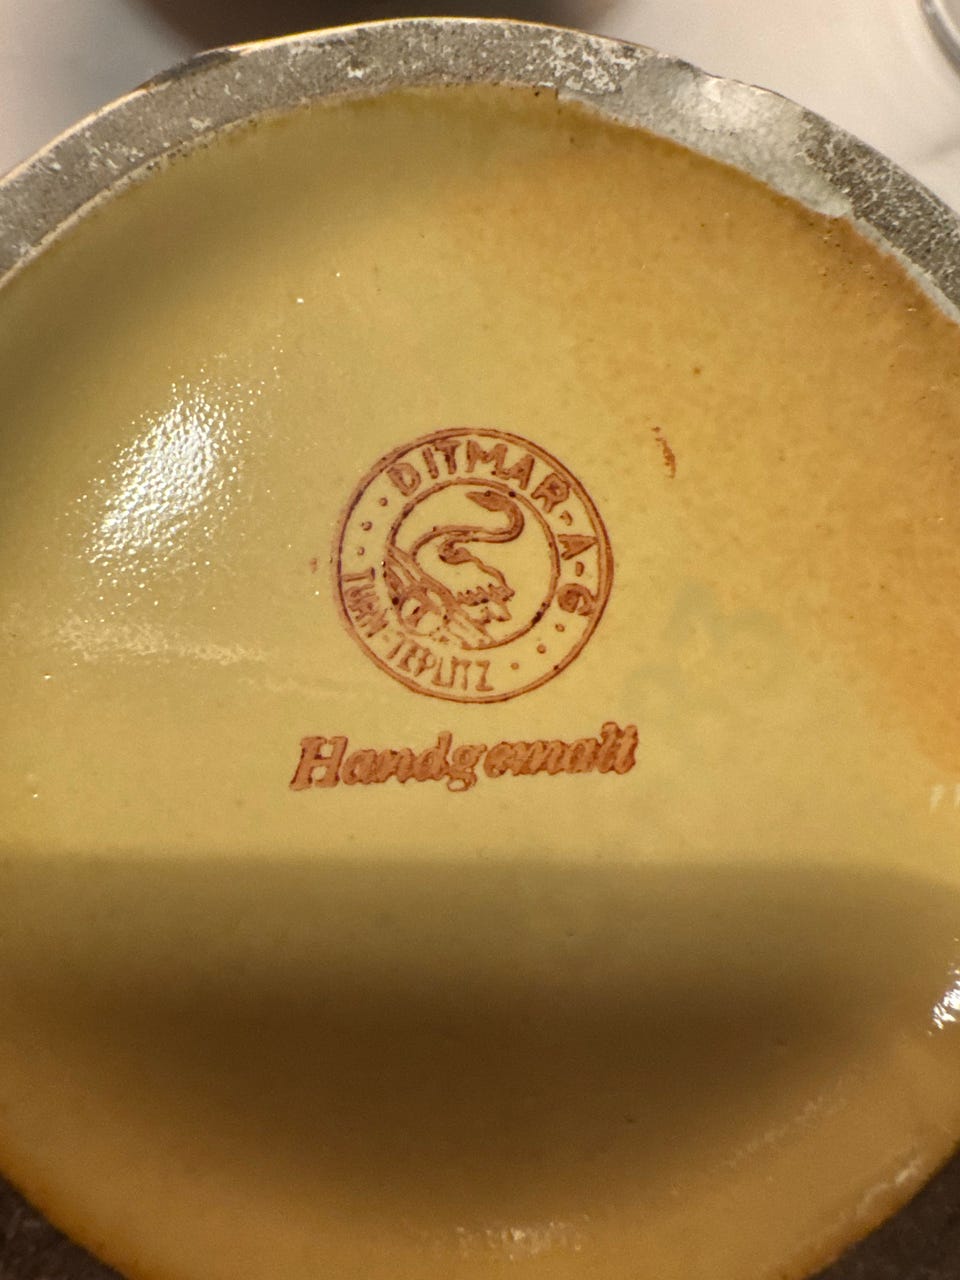 DITMAR-A-G
TURN-TEPLITZ
Handgemalt